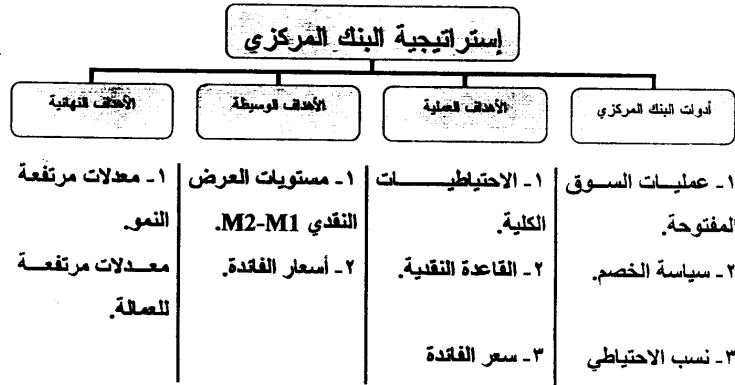 إستراتيجية البنك المركزي
أدوات البنك المركزي
الأهداف العملية
الأهداف الوسيطة
الأهداف النهائية
١- عمليات السوق
المفتوحة.
٢- سياسة الخصم.
٣- نسب الاحتياطي
١- الاحتياطيات
الكلية.
٢- القاعدة النقدية.
٣- سعر الفائدة
١- مستويات العرض
النقدي M2-M1.
٢- أسعار الفائدة.
١- معدلات مرتفعة
النمو.
معدلات مرتفعة
للعمالة.